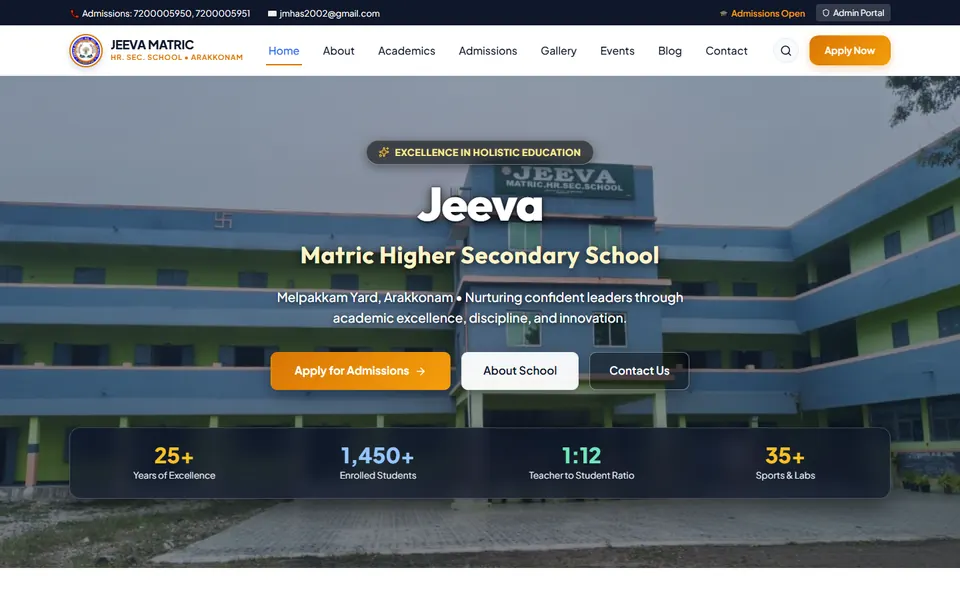 Admissions: 7200005950, 7200005951
jmhas2002@gmail.com
Admissions Open
Admin Portal
JEEVA MATRIC
HR. SEC. SCHOOL • ARAKKONAM
Home
About
Academics
Admissions
Gallery
Events
Blog
Contact
Apply Now
EXCELLENCE IN HOLISTIC EDUCATION
JEEVA
MATRIC.HR.SEC.SCHOOL
Jeeva
Matric Higher Secondary School
Melpakkam Yard, Arakkonam • Nurturing confident leaders through
academic excellence, discipline, and innovation.
Apply for Admissions →
About School
Contact Us
25+
Years of Excellence
1,450+
Enrolled Students
1:12
Teacher to Student Ratio
35+
Sports & Labs